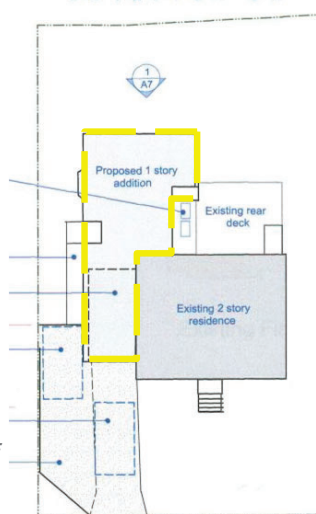 1
A7
Proposed 1 story
addition
Existing rear
deck
Existing 2 story
residence